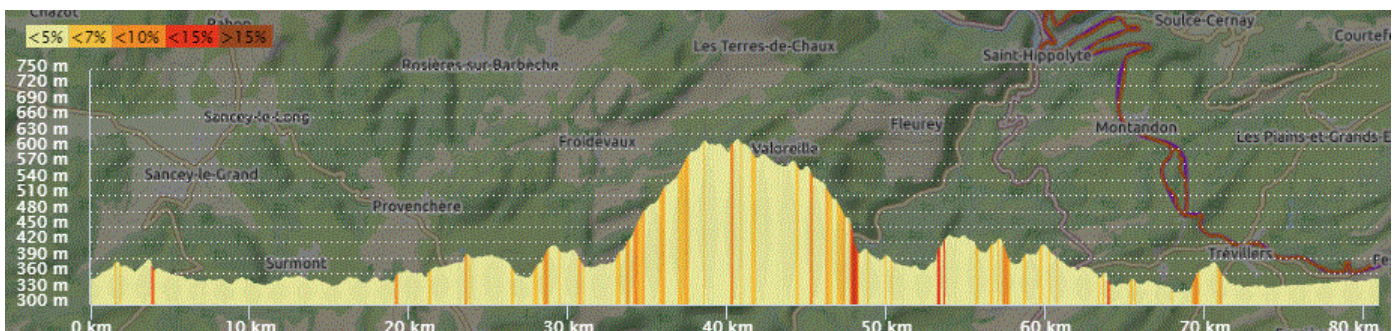 Chazot
Soulce-Cernay
<5% <7% <10% <15% >15%
Courtef
Les Terres-de-Chaux
Saint-Hippolyte
Rosières-sur-Barbèche
750 m
720 m
690 m
660 m
Sancey-le-Long
630 m
Fleurey
Montandon
600 m
Froidevaux
Les Plains-et-Grands-E
570 m
Valoreille
540 m
Sancey-le-Grand
510 m
480 m
Provenchère
450 m
420 m
390 m
Trévillers
Surmont
360 m
Fe
330 m
300 m
0 km 10 km 20 km 30 km 40 km 50 km 60 km 70 km 80 km